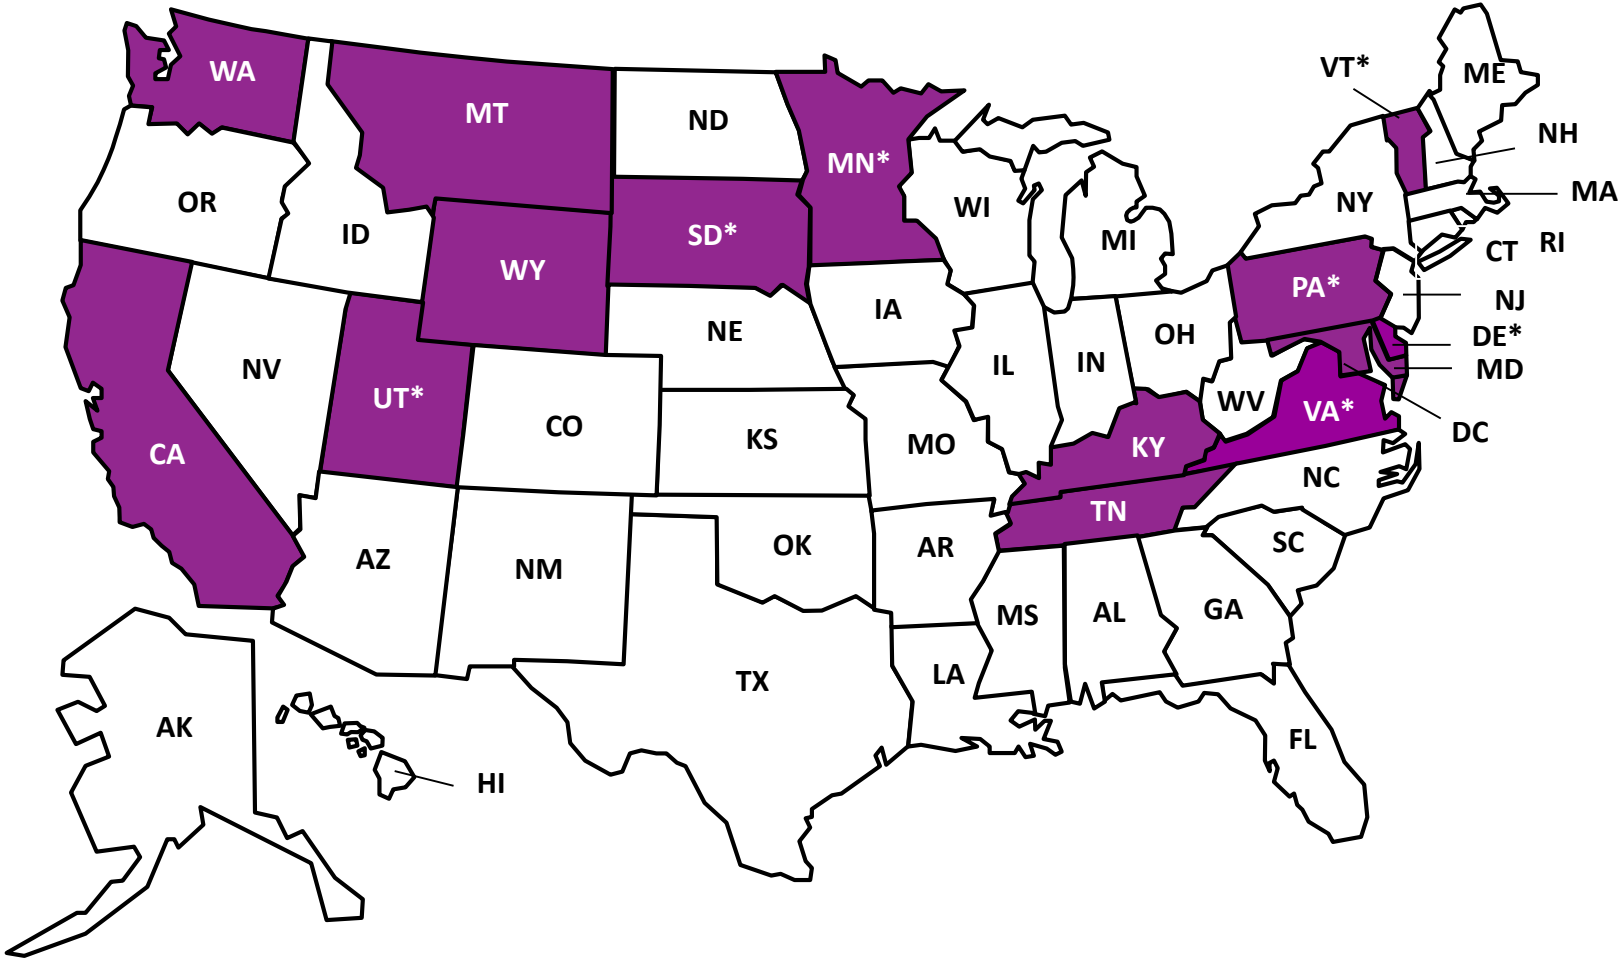 WA
MT
ND
MN*
VT*
ME
NH
MA
OR
ID
WY
SD*
WI
MI
NY
CT
RI
NV
UT*
NE
IA
PA*
NJ
DE*
MD
DC
CA
CO
KS
MO
IL
IN
OH
WV
VA*
KY
NC
TN
AZ
NM
OK
AR
SC
MS
AL
GA
TX
LA
FL
AK
HI